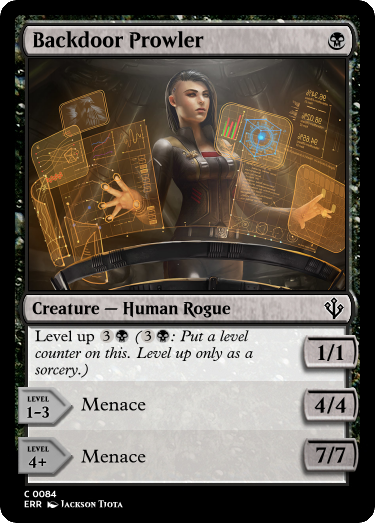 Backdoor Prowler
Creature — Human Rogue
Level up 3 (3 : Put a level
counter on this. Level up only as a
sorcery.)
1/1
LEVEL
1-3
Menace
4/4
LEVEL
4+
Menace
7/7
C 0084
ERR Jackson Tjota